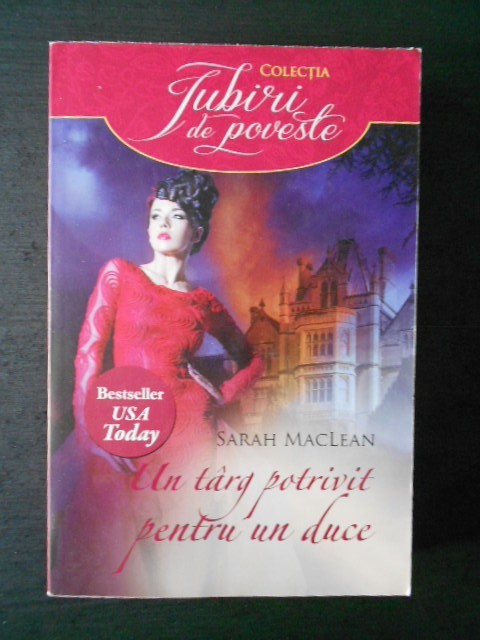 COLECȚIA
Iubiri
de poveste
Bestseller
USA
Today
SARAH MACLEAN
Un târg potrivit
pentru un duce